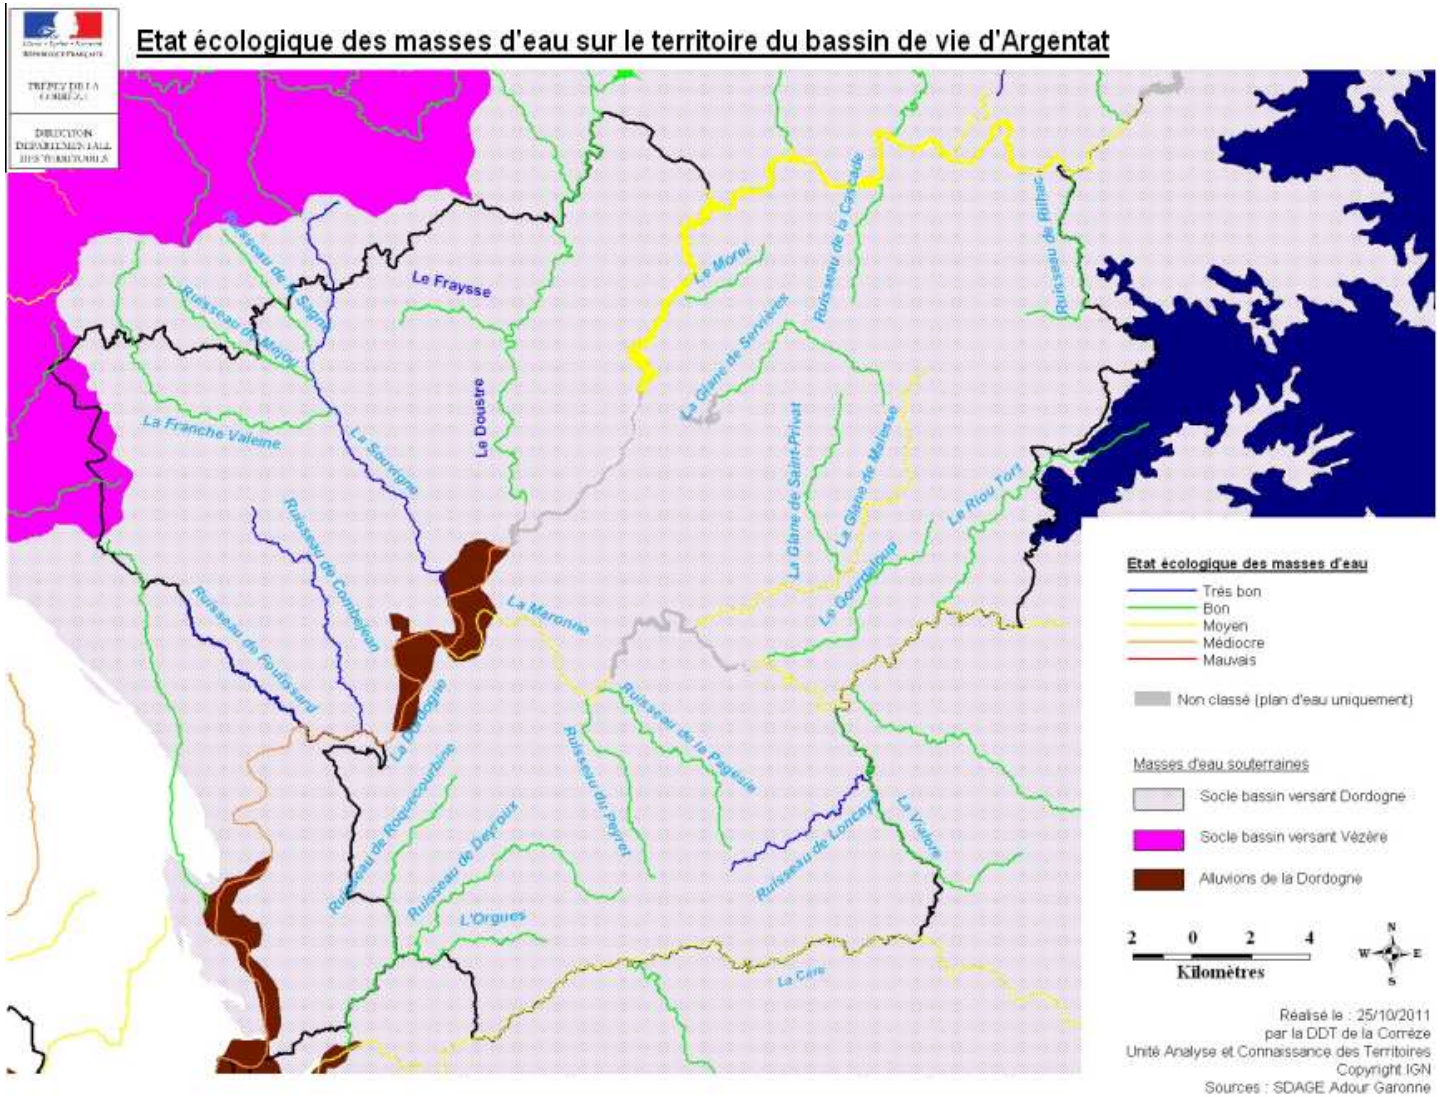 Etat écologique des masses d'eau sur le territoire du bassin de vie d'Argentat
RÉPUBLIQUE FRANÇAISE
PRÉFET DE LA
CORRÈZE
DIRECTION
DEPARTEMENTALE
DES TERRITOIRES
Ruisseau de la Sagne
Ruisseau de Mejou
La Franche Valeine
La Souvigne
Le Fraysse
Le Doustre
Le Morel
Ruisseau de la Cascade
La Glane de Servières
Ruisseau de Rilhac
La Glane de Saint-Privat
La Glane de Malesse
Le Riou Tort
Le Gourdaloup
Ruisseau de Combejean
Ruisseau de Foulissard
La Maronne
La Dordogne
Ruisseau de la Pagesie
Ruisseau du Peyret
Ruisseau de Roquecourbine
Ruisseau de Deyroux
L'Orgues
Ruisseau de Loncayre
La Vialore
La Cère
Etat écologique des masses d'eau
Trés bon
Bon
Moyen
Médiocre
Mauvais
Non classé (plan d'eau uniquement)
Masses d'eau souterraines
Socle bassin versant Dordogne
Socle bassin versant Vézère
Alluvions de la Dordogne
2 0 2 4
Kilomètres
N
W E
S
Réalisé le : 25/10/2011
par la DDT de la Corrèze
Unité Analyse et Connaissance des Territoires
Copyright IGN
Sources : SDAGE Adour Garonne